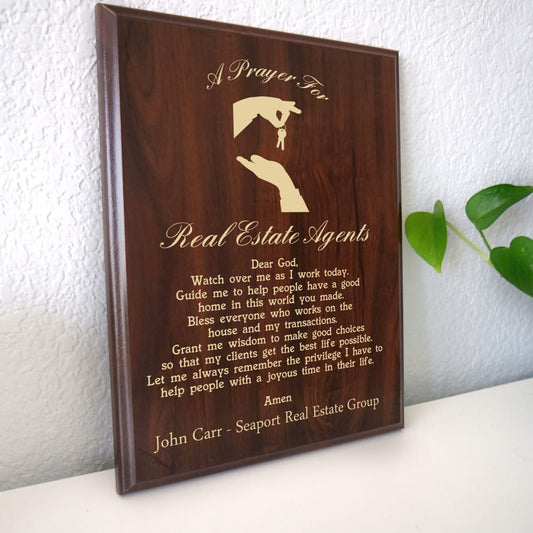 A Prayer For
Real Estate Agents
Dear God,
Watch over me as I work today.
Guide me to help people have a good
home in this world you made.
Bless everyone who works on the
house and my transactions.
Grant me wisdom to make good choices
so that my clients get the best life possible.
Let me always remember the privilege I have to
help people with a joyous time in their life.
Amen
John Carr - Seaport Real Estate Group